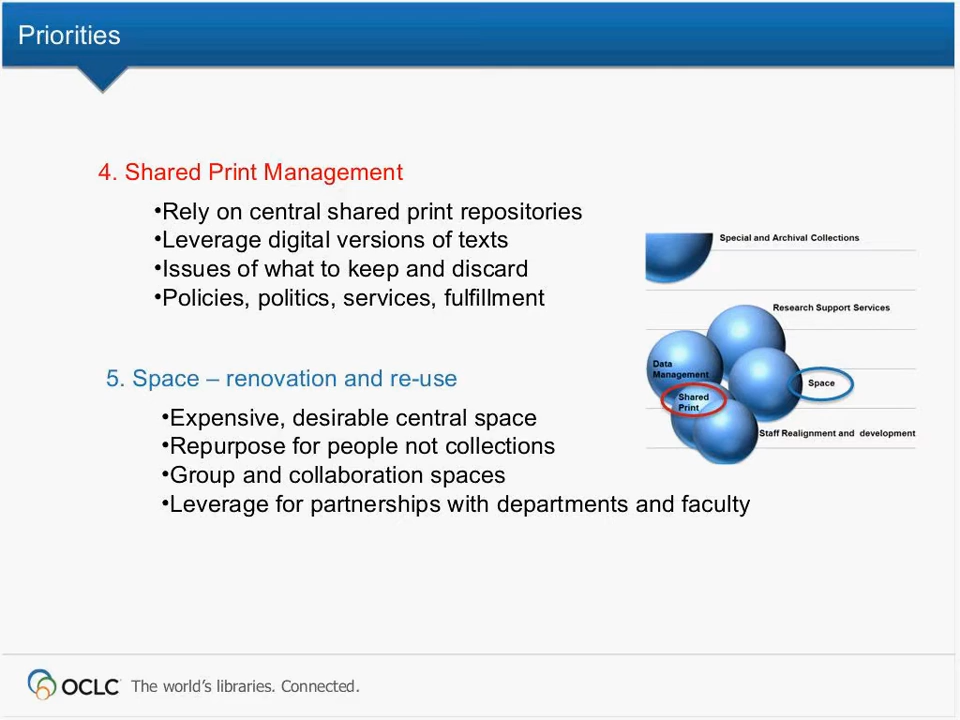 Priorities
4. Shared Print Management
•Rely on central shared print repositories
•Leverage digital versions of texts
•Issues of what to keep and discard
•Policies, politics, services, fulfillment
5. Space – renovation and re-use
•Expensive, desirable central space
•Repurpose for people not collections
•Group and collaboration spaces
•Leverage for partnerships with departments and faculty
Special and Archival Collections
Research Support Services
Data
Management
Space
Shared
Print
Staff Realignment and development
OCLC The world’s libraries. Connected.